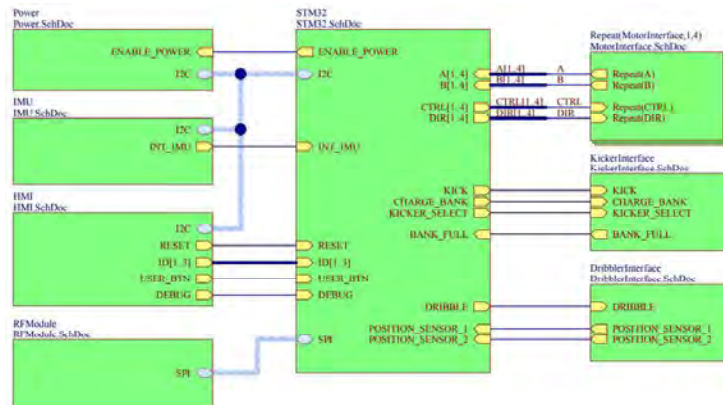 Power
Power.SchDoc
ENABLE_POWER
I2C
IMU
IMU.SchDoc
I2C
INT_IMU
HMI
HMI.SchDoc
I2C
RESET
ID[1..3]
USER_BTN
DEBUG
RFModule
RFModule.SchDoc
SPI
STM32
STM32.SchDoc
ENABLE_POWER
I2C
INT_IMU
RESET
ID[1..3]
USER_BTN
DEBUG
SPI
A[1..4]
B[1..4]
CTRL[1..4]
DIR[1..4]
KICK
CHARGE_BANK
KICKER_SELECT
BANK_FULL
DRIBBLE
POSITION_SENSOR_1
POSITION_SENSOR_2
A[1..4] A
B[1..4] B
CTRL[1..4] CTRL
DIR[1..4] DIR
Repeat(MotorInterface,1,4)
MotorInterface.SchDoc
Repeat(A)
Repeat(B)
Repeat(CTRL)
Repeat(DIR)
KickerInterface
KickerInterface.SchDoc
KICK
CHARGE_BANK
KICKER_SELECT
BANK_FULL
DribblerInterface
DribblerInterface.SchDoc
DRIBBLE
POSITION_SENSOR_1
POSITION_SENSOR_2